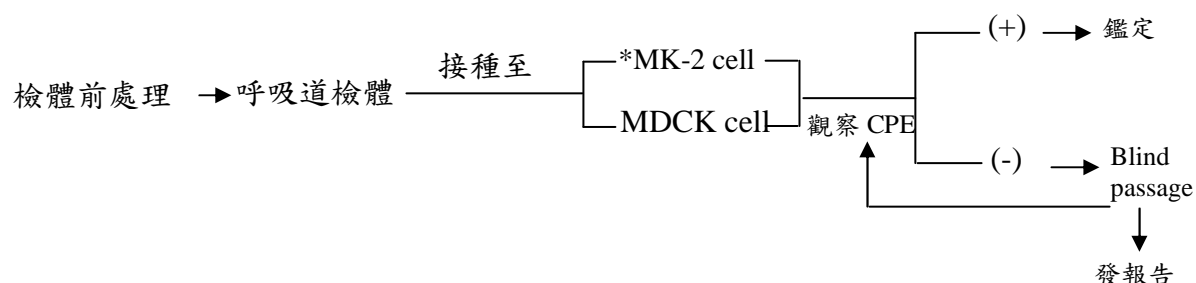 檢體前處理
呼吸道檢體
接種至
*MK-2 cell
MDCK cell
觀察 CPE
(+)
鑑定
(-)
Blind
passage
發報告